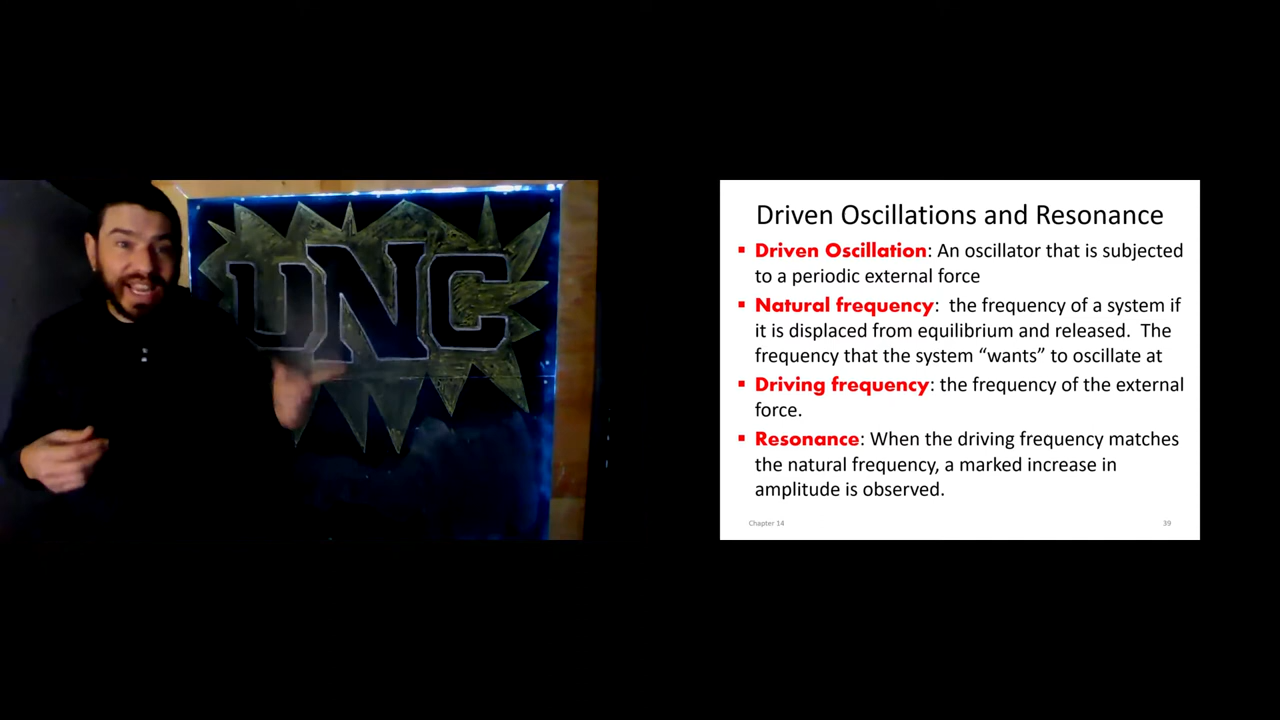 UNC
Driven Oscillations and Resonance
▪ Driven Oscillation: An oscillator that is subjected
to a periodic external force
▪ Natural frequency:  the frequency of a system if
it is displaced from equilibrium and released.  The
frequency that the system “wants” to oscillate at
▪ Driving frequency: the frequency of the external
force.
▪ Resonance: When the driving frequency matches
the natural frequency, a marked increase in
amplitude is observed.
Chapter 14
39